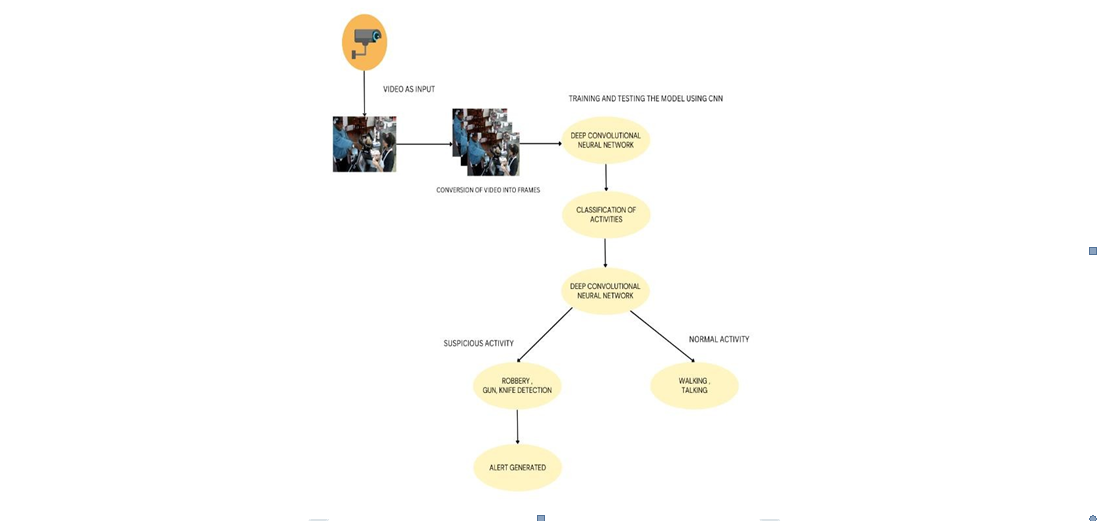 VIDEO AS INPUT
TRAINING AND TESTING THE MODEL USING CNN
DEEP CONVOLUTIONAL
NEURAL NETWORK
CONVERSION OF VIDEO INTO FRAMES
CLASSIFICATION OF
ACTIVITIES
DEEP CONVOLUTIONAL
NEURAL NETWORK
SUSPICIOUS ACTIVITY
NORMAL ACTIVITY
ROBBERY ,
GUN, KNIFE DETECTION
WALKING ,
TALKING
ALERT GENERATED